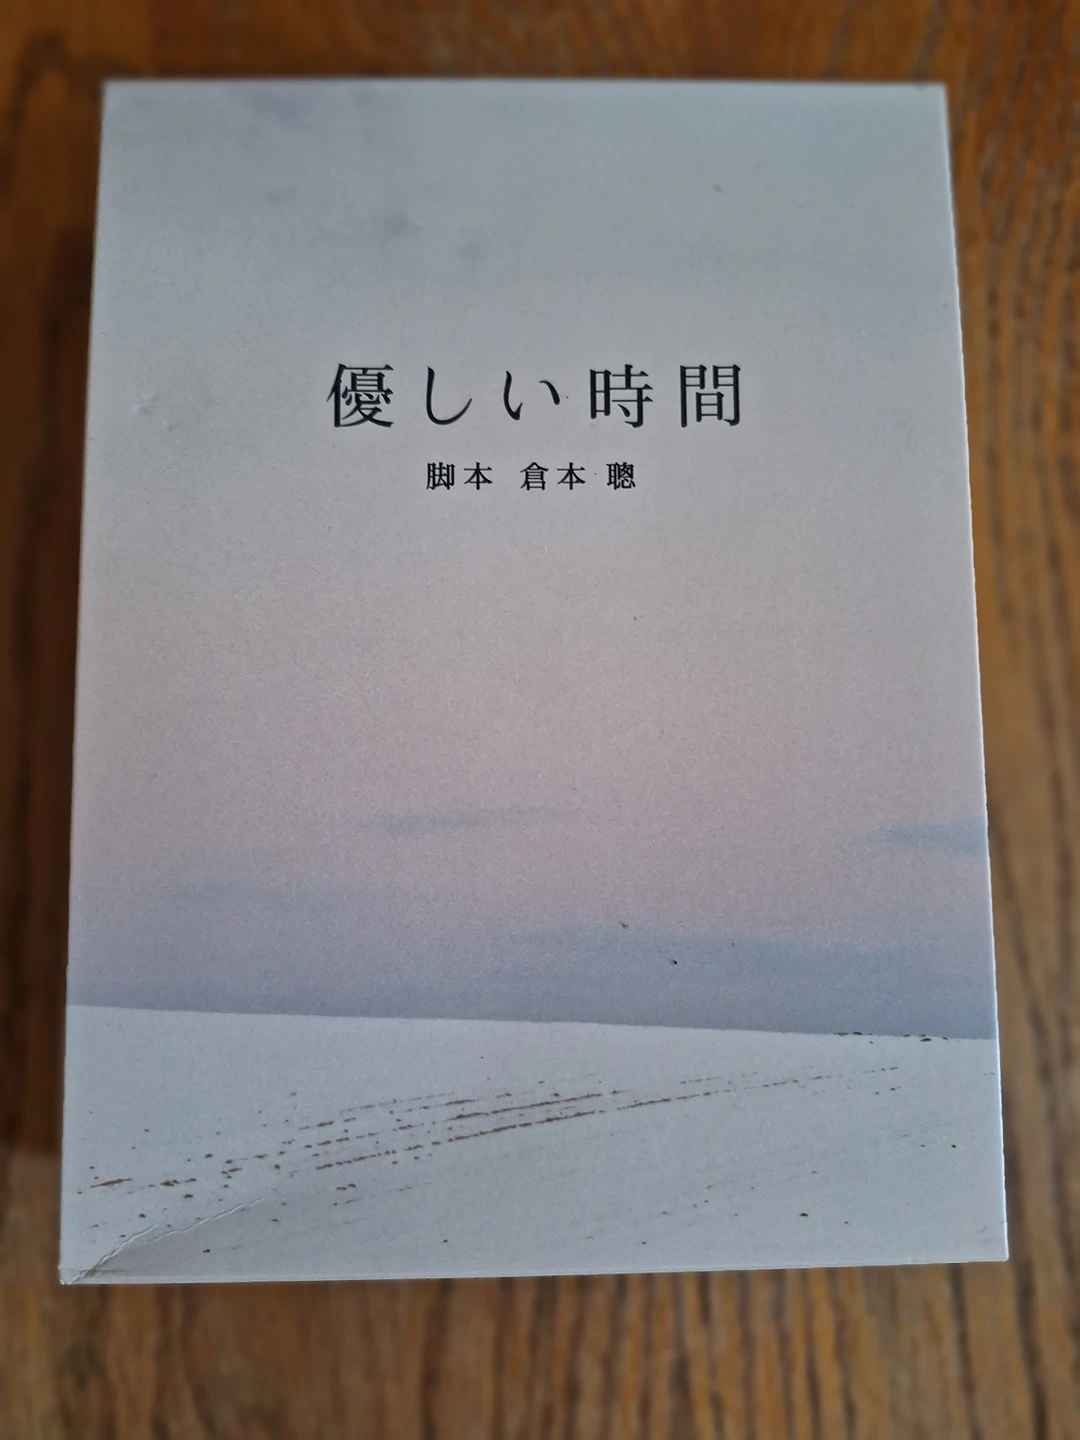 優しい時間
脚本 倉本 聰